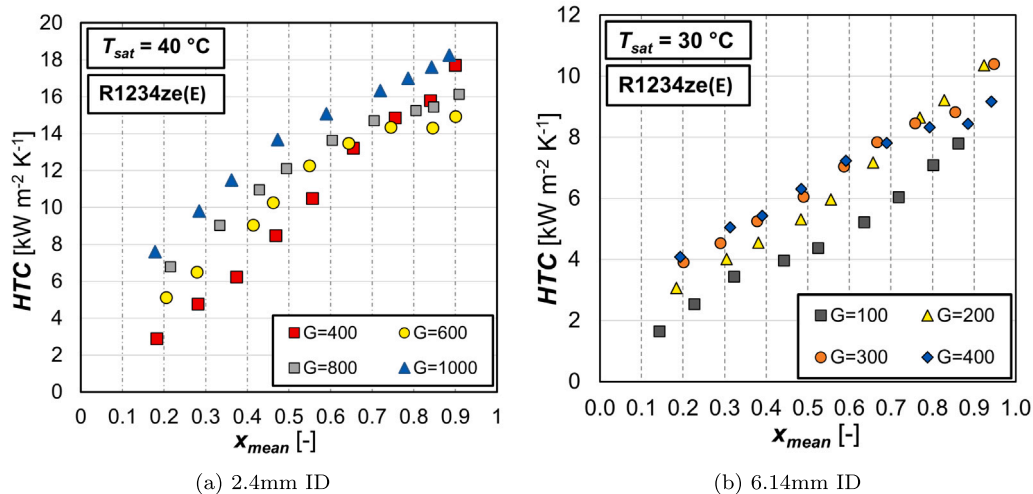 20
18
16
14
12
10
8
6
4
2
0
HTC [kW m⁻² K⁻¹]
T_sat = 40 °C
R1234ze(E)
G=400 G=600
G=800 G=1000
0 0.1 0.2 0.3 0.4 0.5 0.6 0.7 0.8 0.9 1
x_mean [-]
(a) 2.4mm ID
12
10
8
6
4
2
0
HTC [kW m⁻² K⁻¹]
T_sat = 30 °C
R1234ze(E)
G=100 G=200
G=300 G=400
0.0 0.1 0.2 0.3 0.4 0.5 0.6 0.7 0.8 0.9 1.0
x_mean [-]
(b) 6.14mm ID